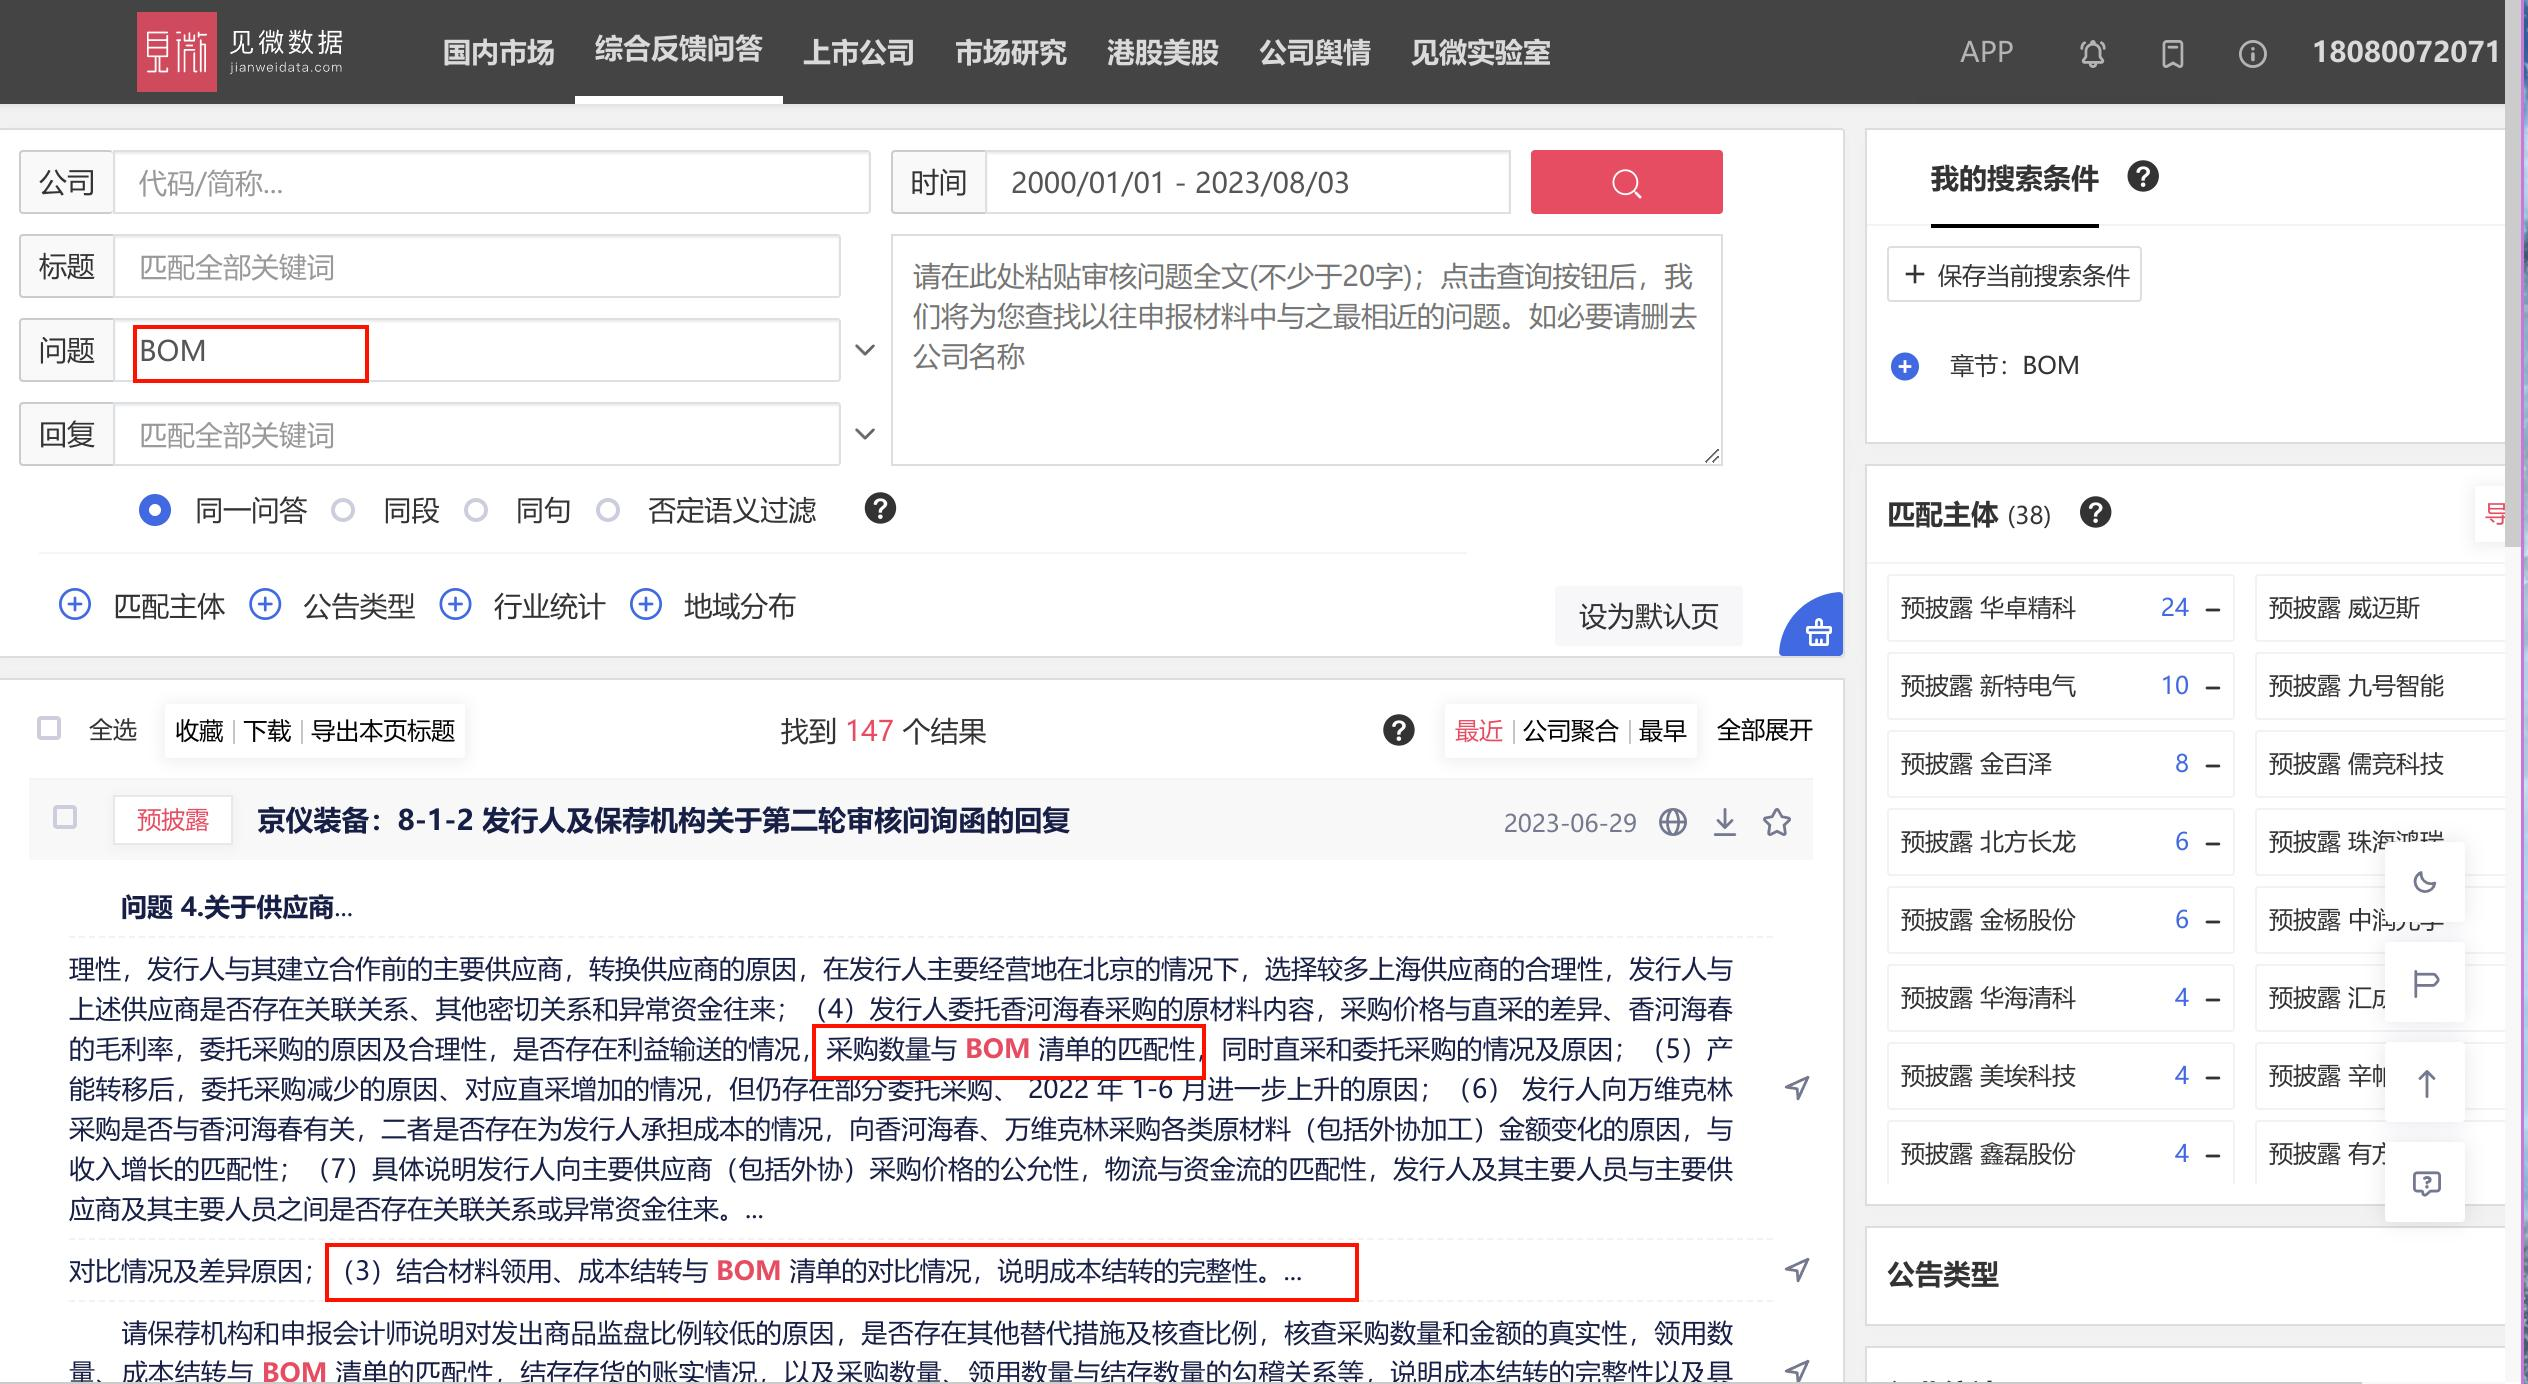 见微数据
jianweidata.com
国内市场 综合反馈问答 上市公司 市场研究 港股美股 公司舆情 见微实验室 APP 18080072071
公司 代码/简称... 时间 2000/01/01 - 2023/08/03
标题 匹配全部关键词
问题 BOM
回复 匹配全部关键词
请在此处粘贴审核问题全文(不少于20字)；点击查询按钮后，我
们将为您查找以往申报材料中与之最相近的问题。如必要请删去
公司名称
同一问答 同段 同句 否定语义过滤
匹配主体 公告类型 行业统计 地域分布
设为默认页
全选 收藏 下载 导出本页标题 找到 147 个结果 最近 公司聚合 最早 全部展开
预披露 京仪装备：8-1-2 发行人及保荐机构关于第二轮审核问询函的回复 2023-06-29
问题 4.关于供应商...
理性，发行人与其建立合作前的主要供应商，转换供应商的原因，在发行人主要经营地在北京的情况下，选择较多上海供应商的合理性，发行人与
上述供应商是否存在关联关系、其他密切关系和异常资金往来；（4）发行人委托香河海春采购的原材料内容，采购价格与直采的差异、香河海春
的毛利率，委托采购的原因及合理性，是否存在利益输送的情况，采购数量与 BOM 清单的匹配性，同时直采和委托采购的情况及原因；（5）产
能转移后，委托采购减少的原因、对应直采增加的情况，但仍存在部分委托采购、 2022 年 1-6 月进一步上升的原因；（6） 发行人向万维克林
采购是否与香河海春有关，二者是否存在为发行人承担成本的情况，向香河海春、万维克林采购各类原材料（包括外协加工）金额变化的原因，与
收入增长的匹配性；（7）具体说明发行人向主要供应商（包括外协）采购价格的公允性，物流与资金流的匹配性，发行人及其主要人员与主要供
应商及其主要人员之间是否存在关联关系或异常资金往来。...
对比情况及差异原因；（3）结合材料领用、成本结转与 BOM 清单的对比情况，说明成本结转的完整性。...
请保荐机构和申报会计师说明对发出商品监盘比例较低的原因，是否存在其他替代措施及核查比例，核查采购数量和金额的真实性，领用数
量、成本结转与 BOM 清单的匹配性，结存存货的账实情况，以及采购数量、领用数量与结存数量的勾稽关系等，说明成本结转的完整性以及具
我的搜索条件
保存当前搜索条件
章节：BOM
匹配主体 (38) 导
预披露 华卓精科 24 预披露 威迈斯
预披露 新特电气 10 预披露 九号智能
预披露 金百泽 8 预披露 儒竞科技
预披露 北方长龙 6 预披露 珠海鸿瑞
预披露 金杨股份 6 预披露 中润光学
预披露 华海清科 4 预披露 汇成
预披露 美埃科技 4 预披露 辛帕
预披露 鑫磊股份 4 预披露 有方
公告类型